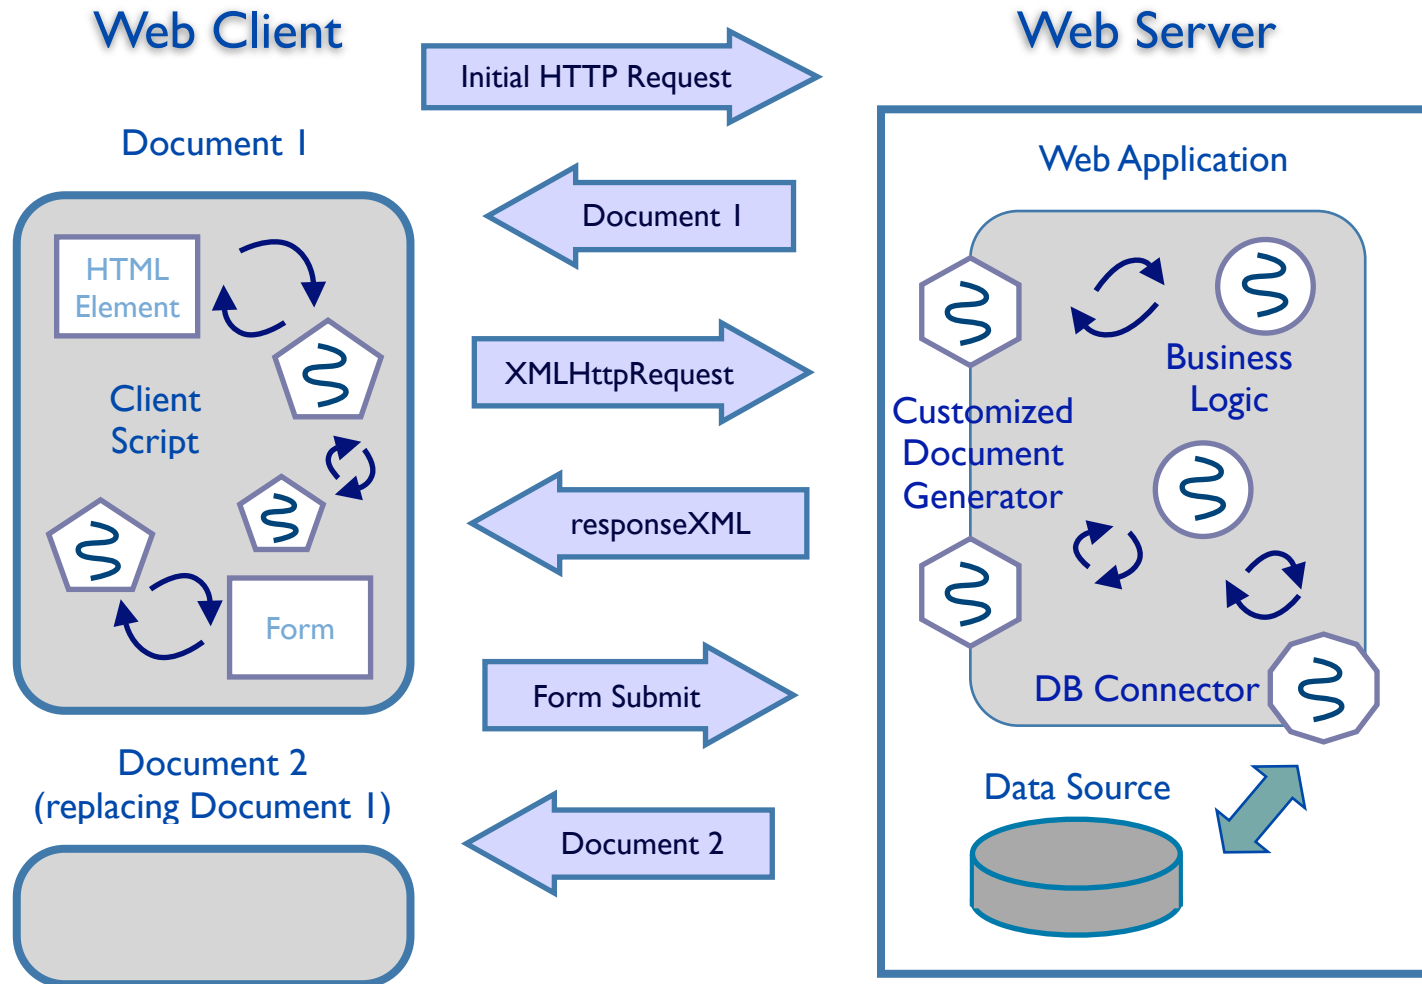 Web Client
Web Server
Initial HTTP Request
Document 1
Web Application
Document 1
HTML
Element
XMLHttpRequest
Client
Script
Business
Logic
Customized
Document
Generator
responseXML
Form
Form Submit
DB Connector
Document 2
(replacing Document 1)
Data Source
Document 2